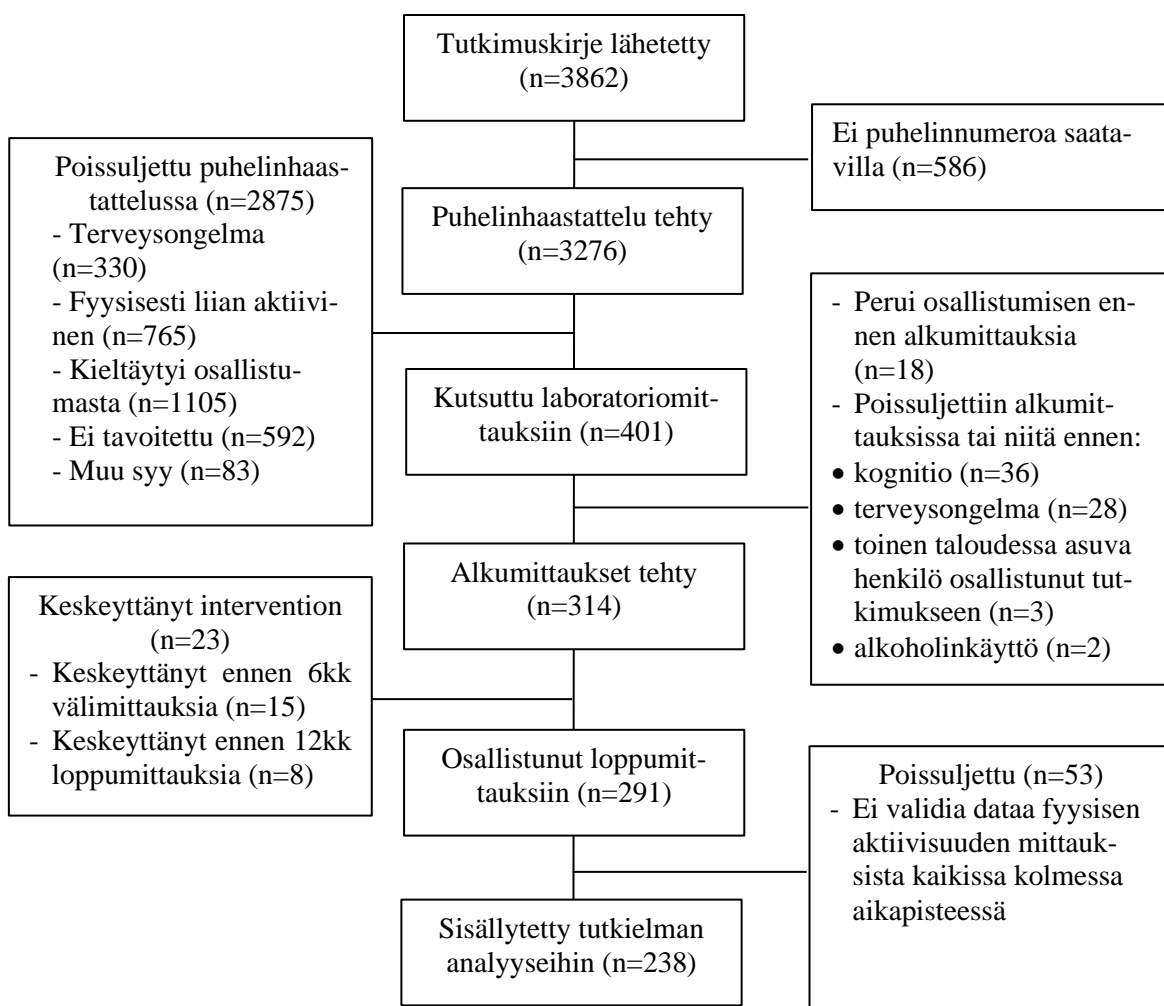 Tutkimuskirje lähetetty
(n=3862)
Ei puhelinnumeroa saata-
villa (n=586)
Poissuljettu puhelinhaas-
tattelussa (n=2875)
- Terveysongelma
(n=330)
- Fyysisesti liian aktiivi-
nen (n=765)
- Kieltäytyi osallistu-
masta (n=1105)
- Ei tavoitettu (n=592)
- Muu syy (n=83)
Puhelinhaastattelu tehty
(n=3276)
- Perui osallistumisen en-
nen alkumittauksia
(n=18)
- Poissuljettiin alkumit-
tauksissa tai niitä ennen:
• kognitio (n=36)
• terveysongelma (n=28)
• toinen taloudessa asuva
henkilö osallistunut tut-
kimukseen (n=3)
• alkoholinkäyttö (n=2)
Kutsuttu laboratoriomit-
tauksiin (n=401)
Alkumittaukset tehty
(n=314)
Keskeyttänyt intervention
(n=23)
- Keskeyttänyt ennen 6kk
välimittauksia (n=15)
- Keskeyttänyt ennen 12kk
loppumittauksia (n=8)
Osallistunut loppumit-
tauksiin (n=291)
Poissuljettu (n=53)
- Ei validia dataa fyysisen
aktiivisuuden mittauk-
sista kaikissa kolmessa
aikapisteessä
Sisällytetty tutkielman
analyyseihin (n=238)